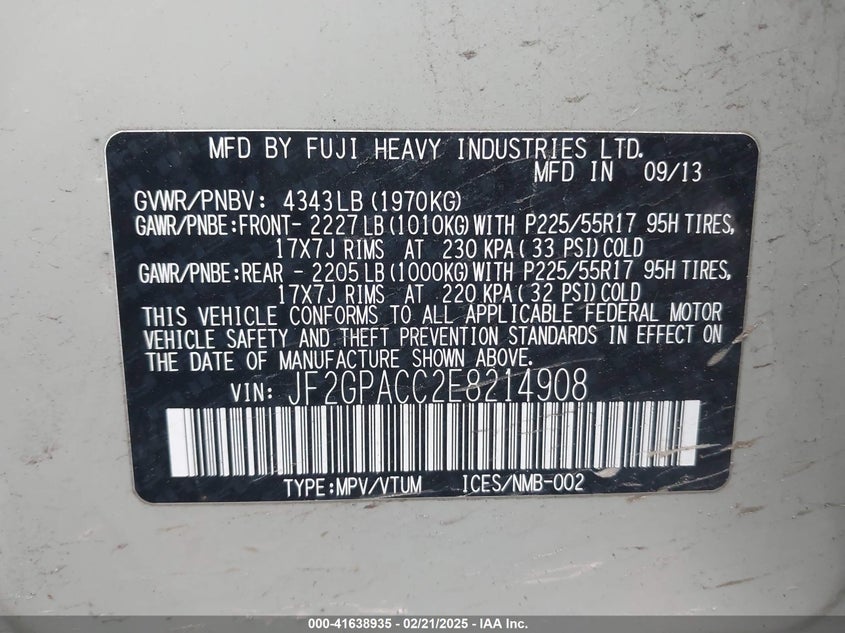 MFD BY FUJI HEAVY INDUSTRIES LTD.
MFD IN 09/13
GVWR/PNBV: 4343LB (1970KG)
GAWR/PNBE:FRONT- 2227LB (1010KG) WITH P225/55R17 95H TIRES,
17X7J RIMS AT 230 KPA (33 PSI) COLD
GAWR/PNBE:REAR - 2205LB (1000KG) WITH P225/55R17 95H TIRES,
17X7J RIMS AT 220 KPA (32 PSI) COLD
THIS VEHICLE CONFORMS TO ALL APPLICABLE FEDERAL MOTOR
VEHICLE SAFETY AND THEFT PREVENTION STANDARDS IN EFFECT ON
THE DATE OF MANUFACTURE SHOWN ABOVE.
VIN: JF2GPACC2E8214908
TYPE:MPV/VTUM ICES/NMB-002
000-41638935 - 02/21/2025 - IAA Inc.